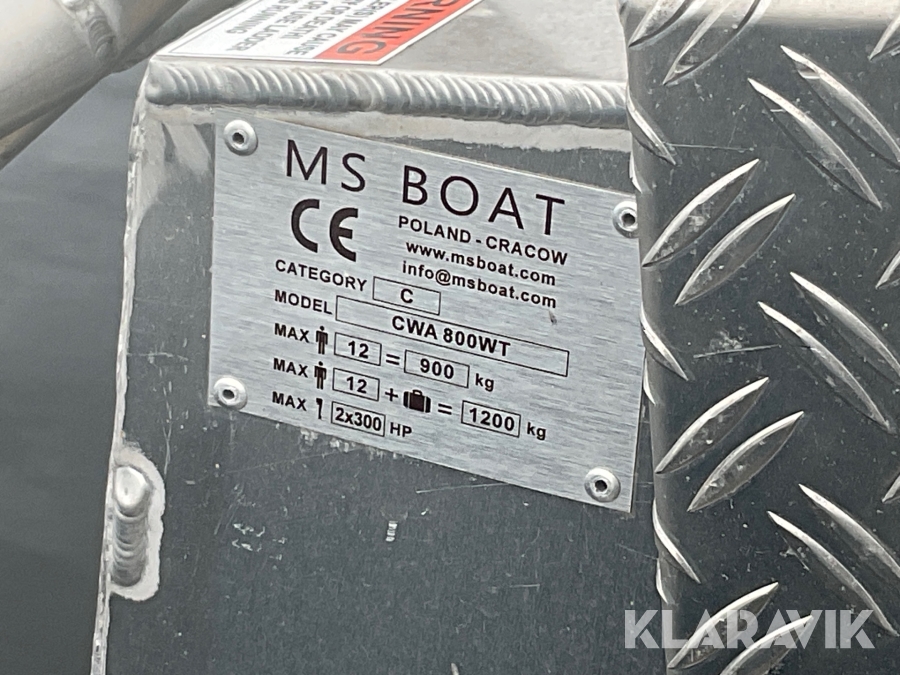 WARNING
MS BOAT
CE
POLAND - CRACOW
www.msboat.com
info@msboat.com
CATEGORY C
MODEL CWA 800WT
MAX 12 = 900 kg
MAX 12 + = 1200 kg
MAX 2x300 HP
KLARAVIK